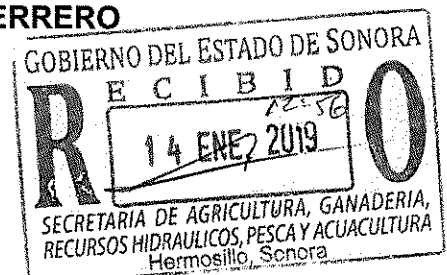 ERRERO
GOBIERNO DEL ESTADO DE SONORA
R E C I B I D O
12:56
14 ENE 2019
SECRETARIA DE AGRICULTURA, GANADERIA,
RECURSOS HIDRAULICOS, PESCA Y ACUACULTURA
Hermosillo, Sonora